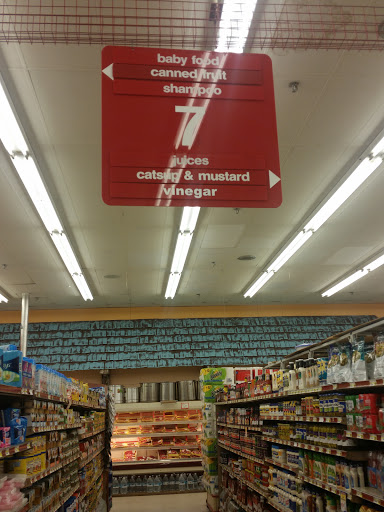 baby food
canned fruit
shampoo
7
juices
catsup & mustard
vinegar